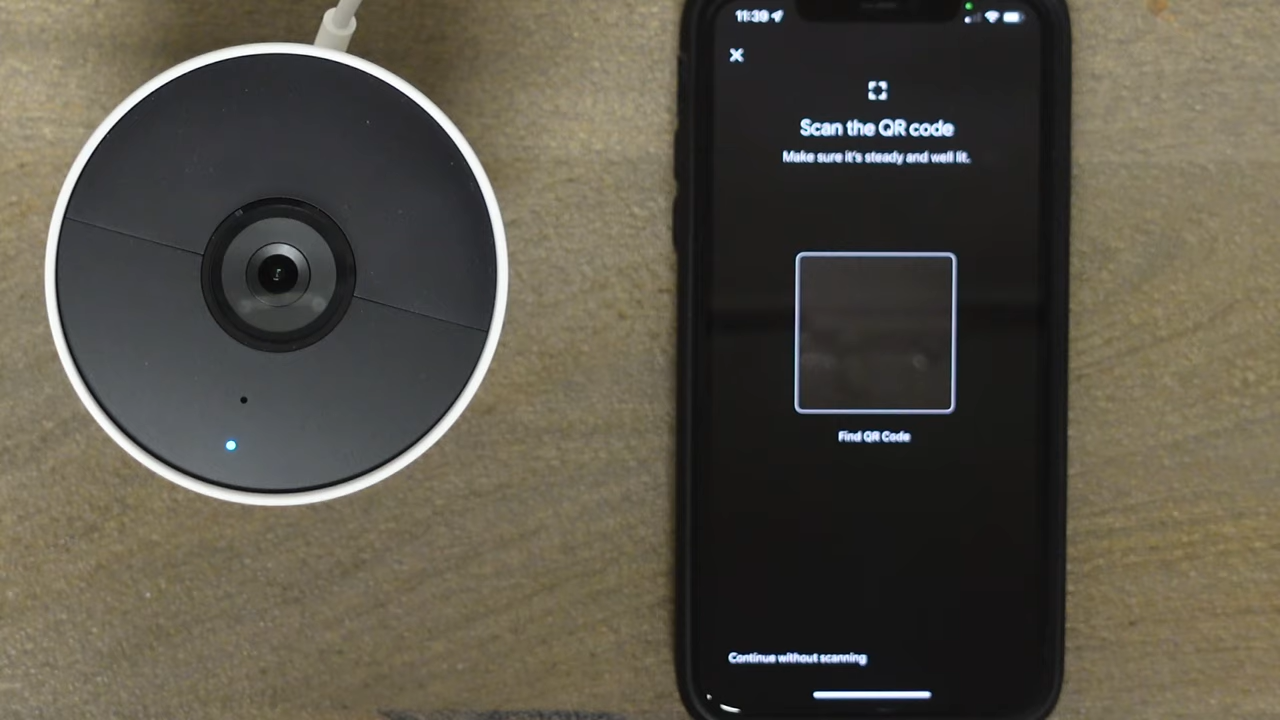 11:39
Scan the QR code
Make sure it's steady and well lit.
Find QR Code
Continue without scanning